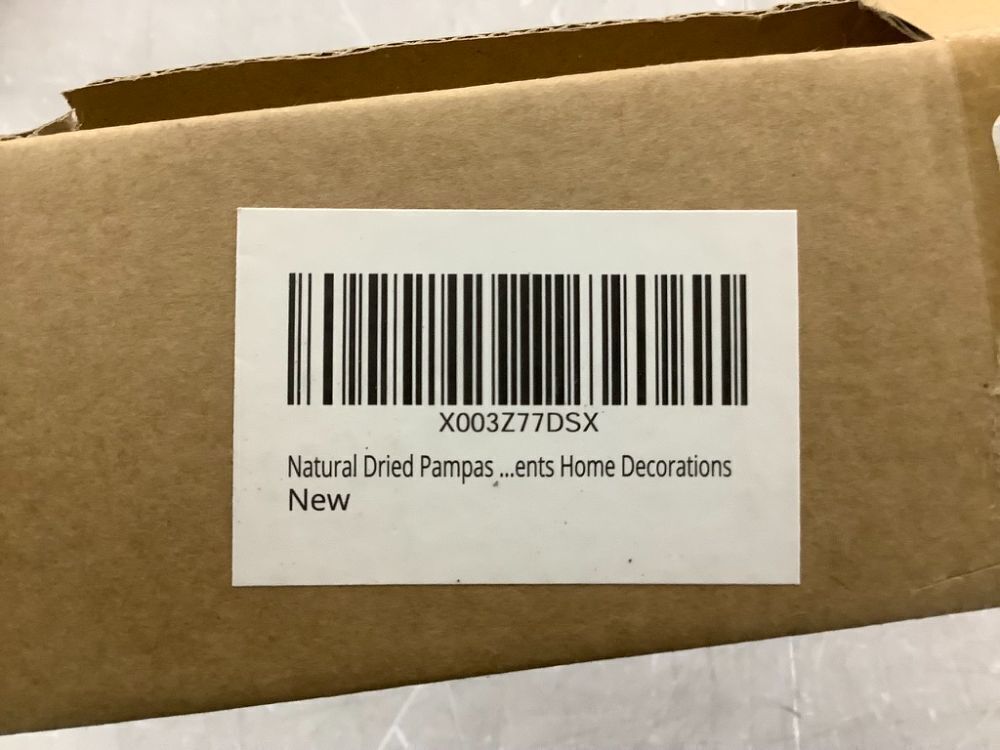 X003Z77DSX
Natural Dried Pampas ...ents Home Decorations
New